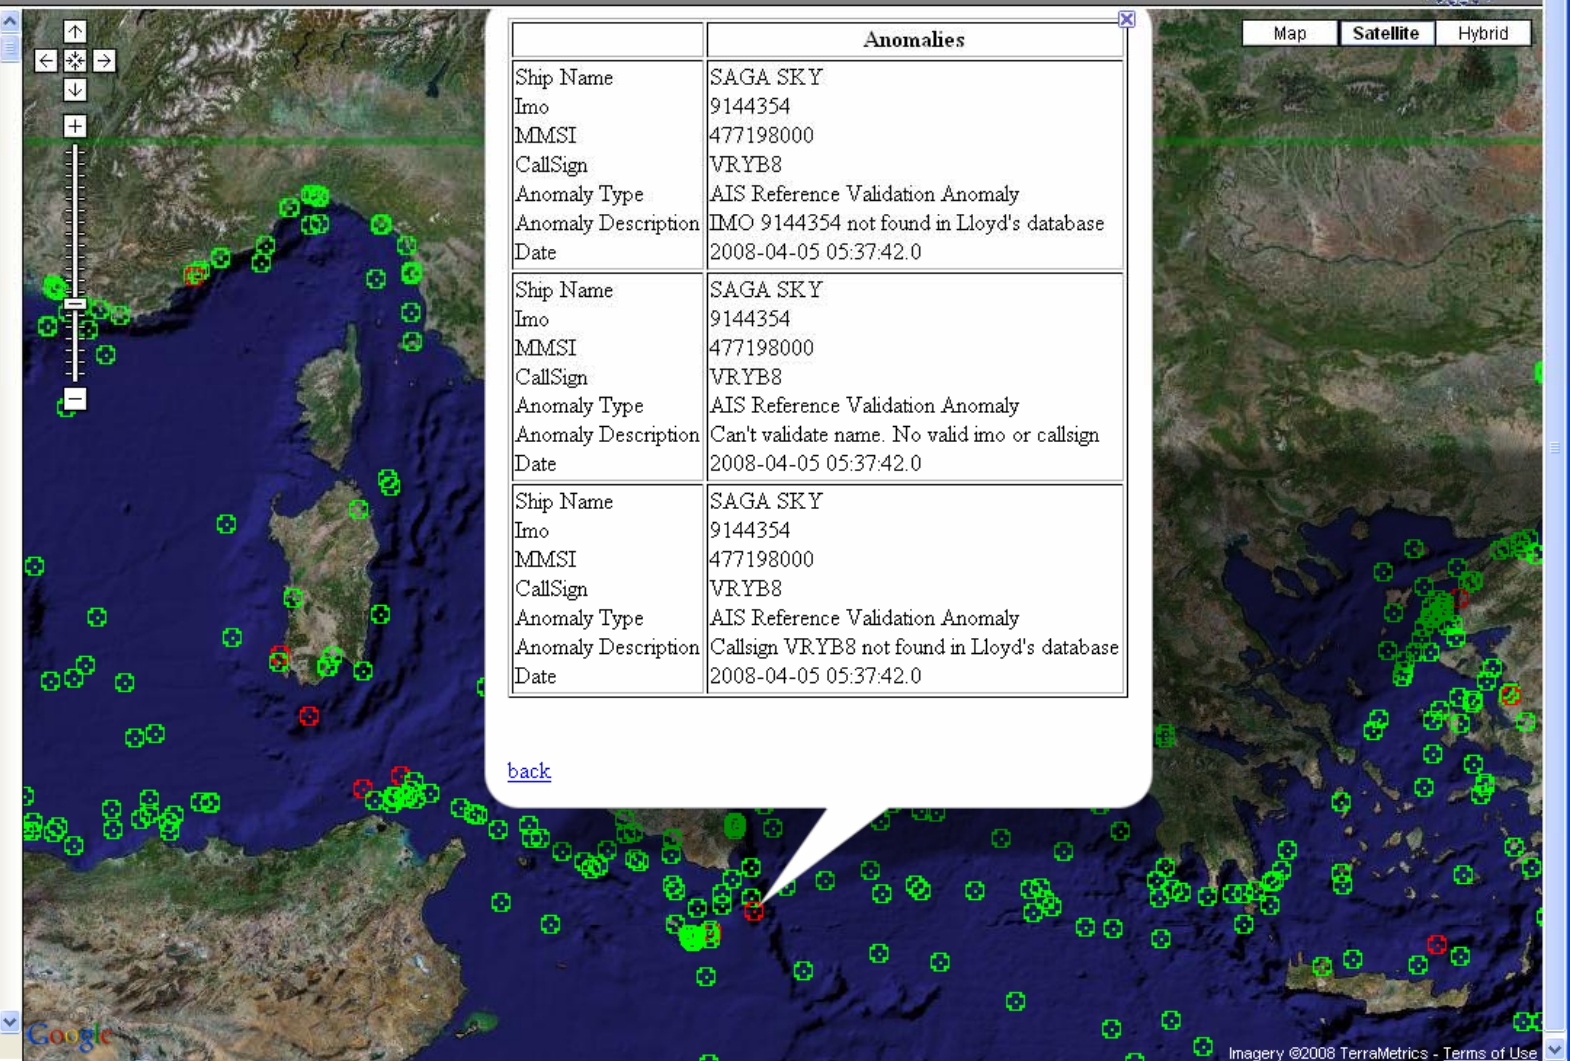 Anomalies
Map Satellite Hybrid
Ship Name SAGA SKY
Imo 9144354
MMSI 477198000
CallSign VRYB8
Anomaly Type AIS Reference Validation Anomaly
Anomaly Description IMO 9144354 not found in Lloyd's database
Date 2008-04-05 05:37:42.0
Ship Name SAGA SKY
Imo 9144354
MMSI 477198000
CallSign VRYB8
Anomaly Type AIS Reference Validation Anomaly
Anomaly Description Can't validate name. No valid imo or callsign
Date 2008-04-05 05:37:42.0
Ship Name SAGA SKY
Imo 9144354
MMSI 477198000
CallSign VRYB8
Anomaly Type AIS Reference Validation Anomaly
Anomaly Description Callsign VRYB8 not found in Lloyd's database
Date 2008-04-05 05:37:42.0
back
Google
Imagery ©2008 TerraMetrics - Terms of Use